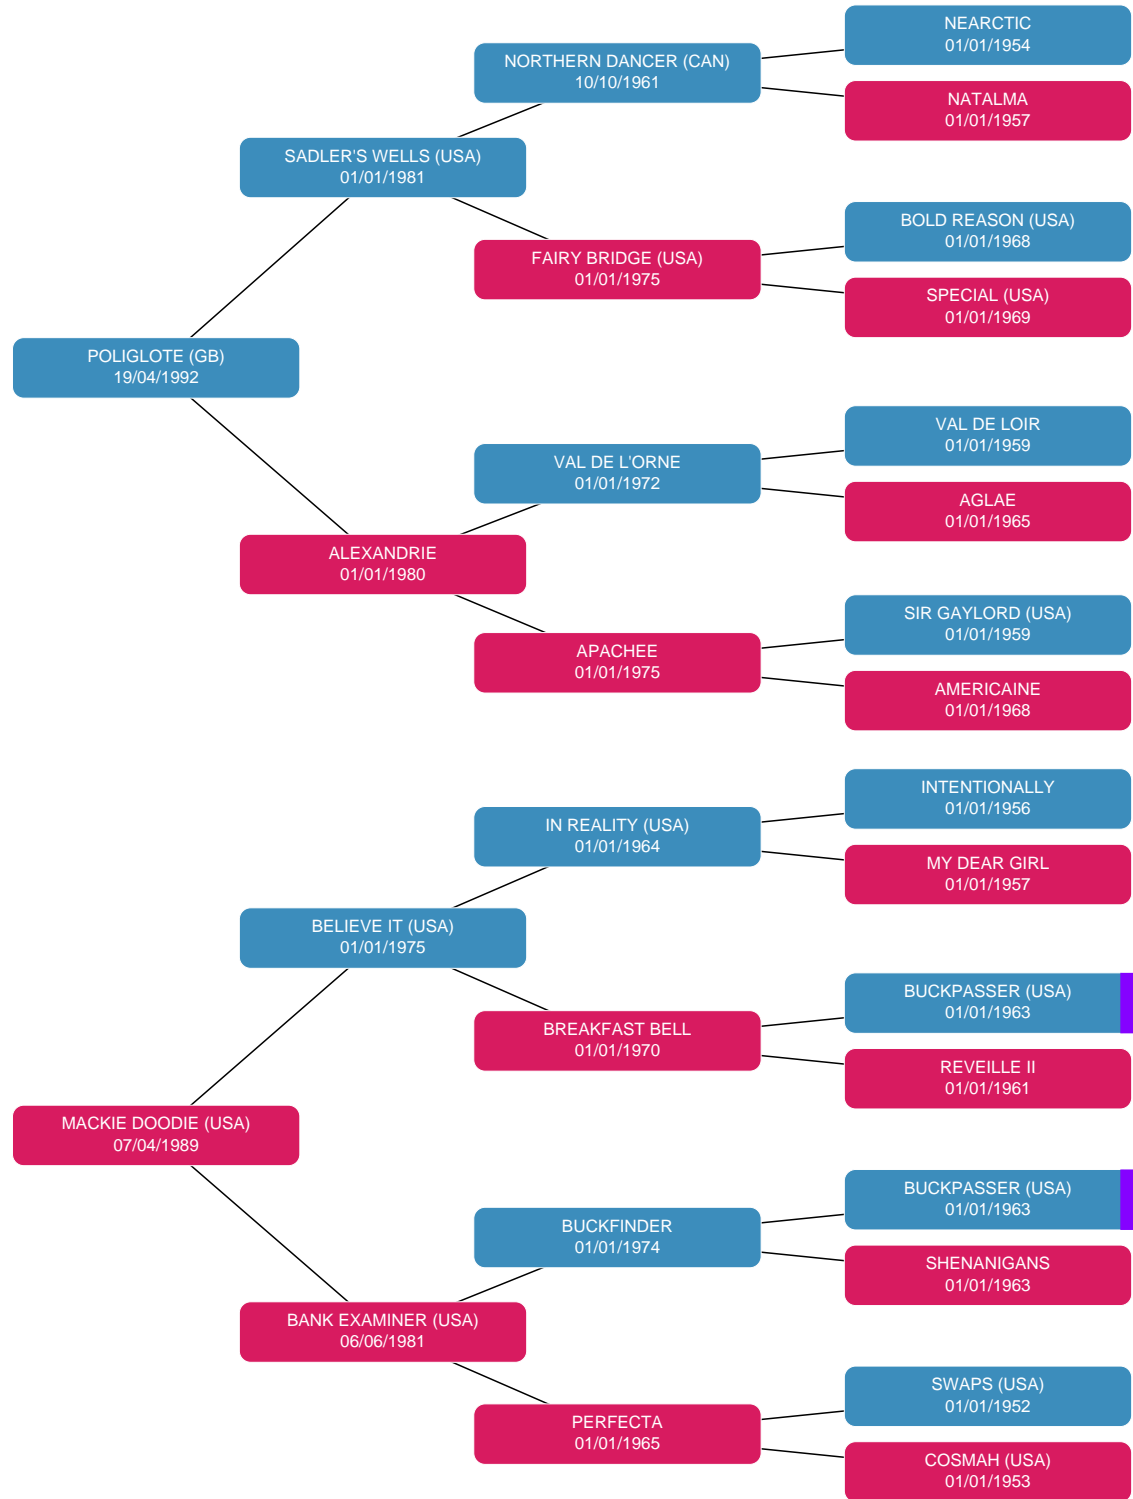 NEARCTIC
01/01/1954
NORTHERN DANCER (CAN)
10/10/1961
NATALMA
01/01/1957
SADLER'S WELLS (USA)
01/01/1981
BOLD REASON (USA)
01/01/1968
FAIRY BRIDGE (USA)
01/01/1975
SPECIAL (USA)
01/01/1969
POLIGLOTE (GB)
19/04/1992
VAL DE LOIR
01/01/1959
VAL DE L'ORNE
01/01/1972
AGLAE
01/01/1965
ALEXANDRIE
01/01/1980
SIR GAYLORD (USA)
01/01/1959
APACHEE
01/01/1975
AMERICAINE
01/01/1968
INTENTIONALLY
01/01/1956
IN REALITY (USA)
01/01/1964
MY DEAR GIRL
01/01/1957
BELIEVE IT (USA)
01/01/1975
BUCKPASSER (USA)
01/01/1963
BREAKFAST BELL
01/01/1970
REVEILLE II
01/01/1961
MACKIE DOODIE (USA)
07/04/1989
BUCKPASSER (USA)
01/01/1963
BUCKFINDER
01/01/1974
SHENANIGANS
01/01/1963
BANK EXAMINER (USA)
06/06/1981
SWAPS (USA)
01/01/1952
PERFECTA
01/01/1965
COSMAH (USA)
01/01/1953